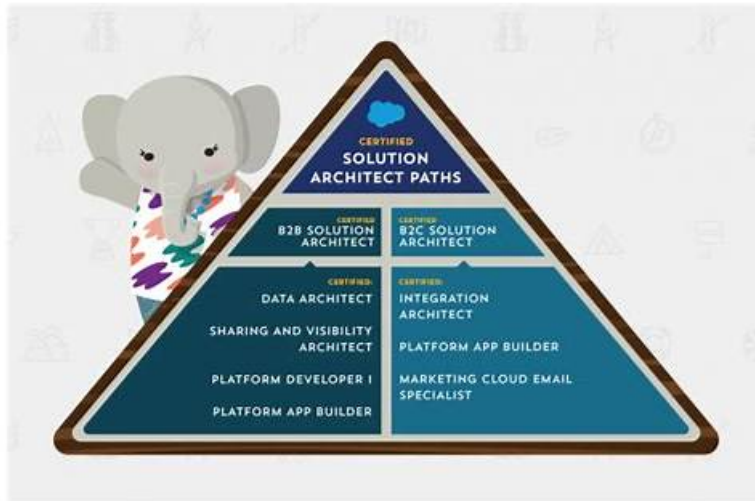 CERTIFIED
SOLUTION
ARCHITECT PATHS
CERTIFIED
B2B SOLUTION
ARCHITECT
CERTIFIED
B2C SOLUTION
ARCHITECT
CERTIFIED:
DATA ARCHITECT
SHARING AND VISIBILITY
ARCHITECT
PLATFORM DEVELOPER I
PLATFORM APP BUILDER
CERTIFIED:
INTEGRATION
ARCHITECT
PLATFORM APP BUILDER
MARKETING CLOUD EMAIL
SPECIALIST